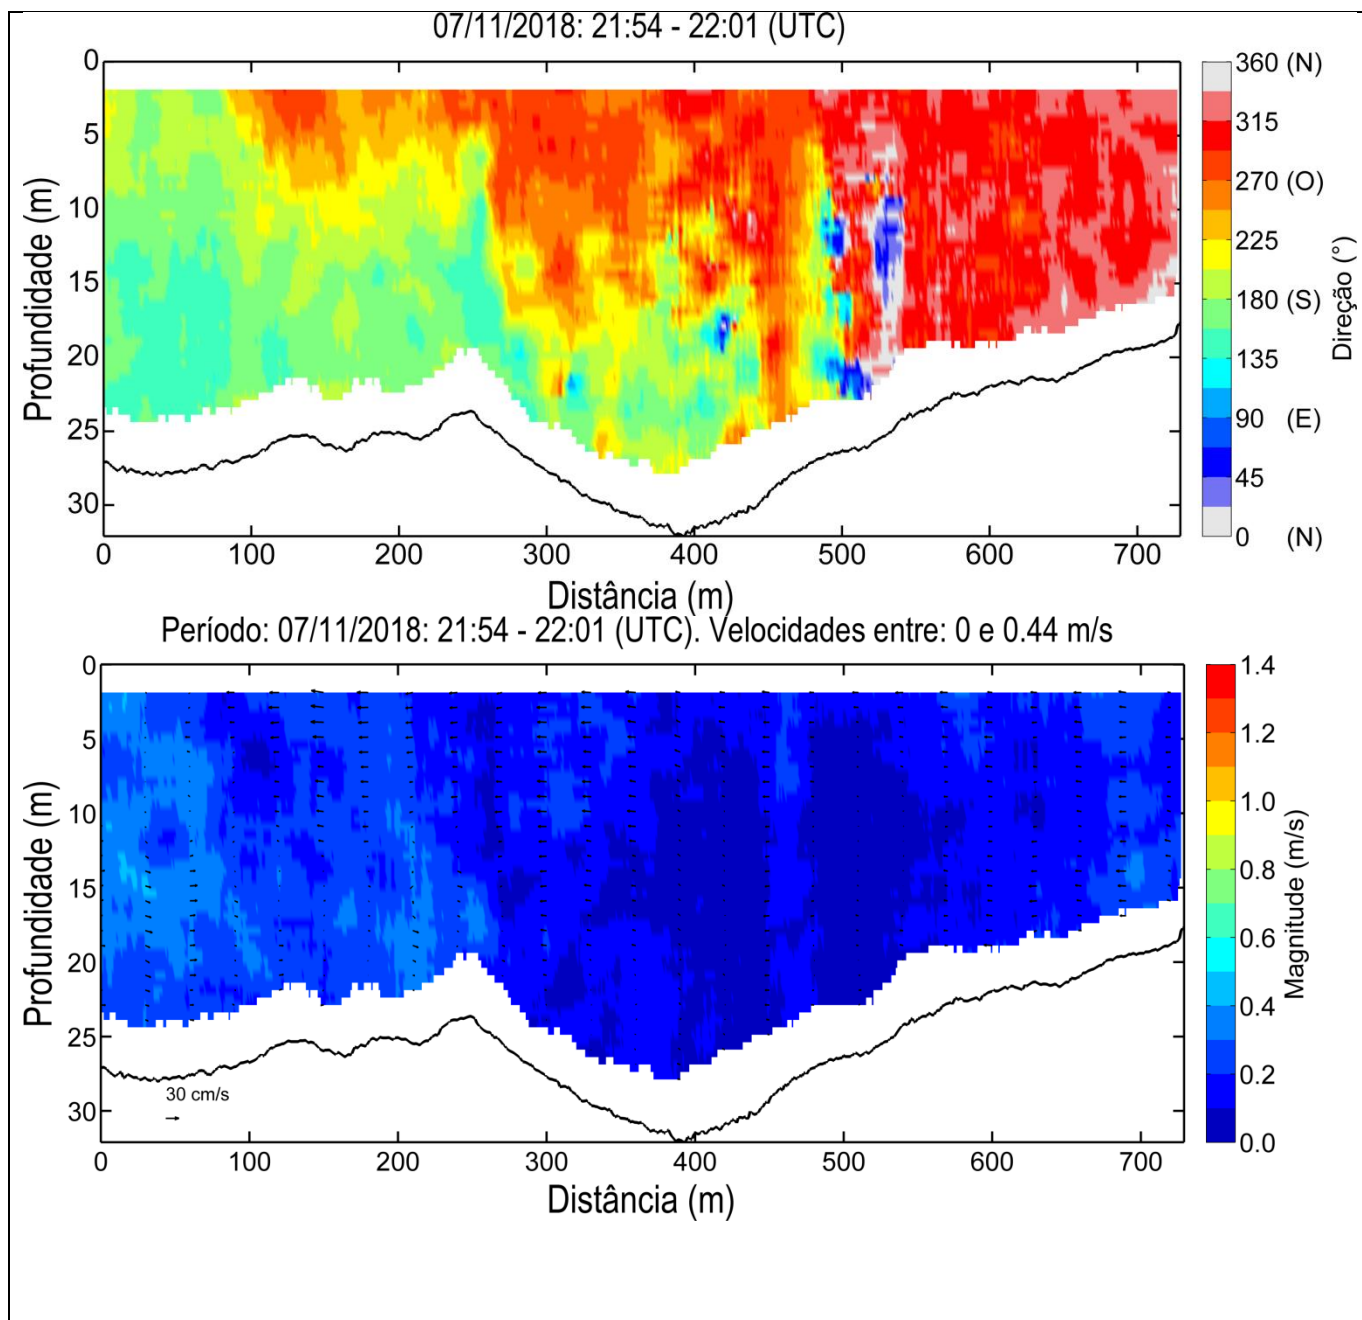 07/11/2018: 21:54 - 22:01 (UTC)
0
5
10
15
20
25
30
Profundidade (m)
0 100 200 300 400 500 600 700
Distância (m)
360 (N)
315
270 (O)
225
180 (S)
135
90 (E)
45
0 (N)
Direção (°)
Período: 07/11/2018: 21:54 - 22:01 (UTC). Velocidades entre: 0 e 0.44 m/s
0
5
10
15
20
25
30
Profundidade (m)
30 cm/s
0 100 200 300 400 500 600 700
Distância (m)
1.4
1.2
1.0
0.8
0.6
0.4
0.2
0.0
Magnitude (m/s)